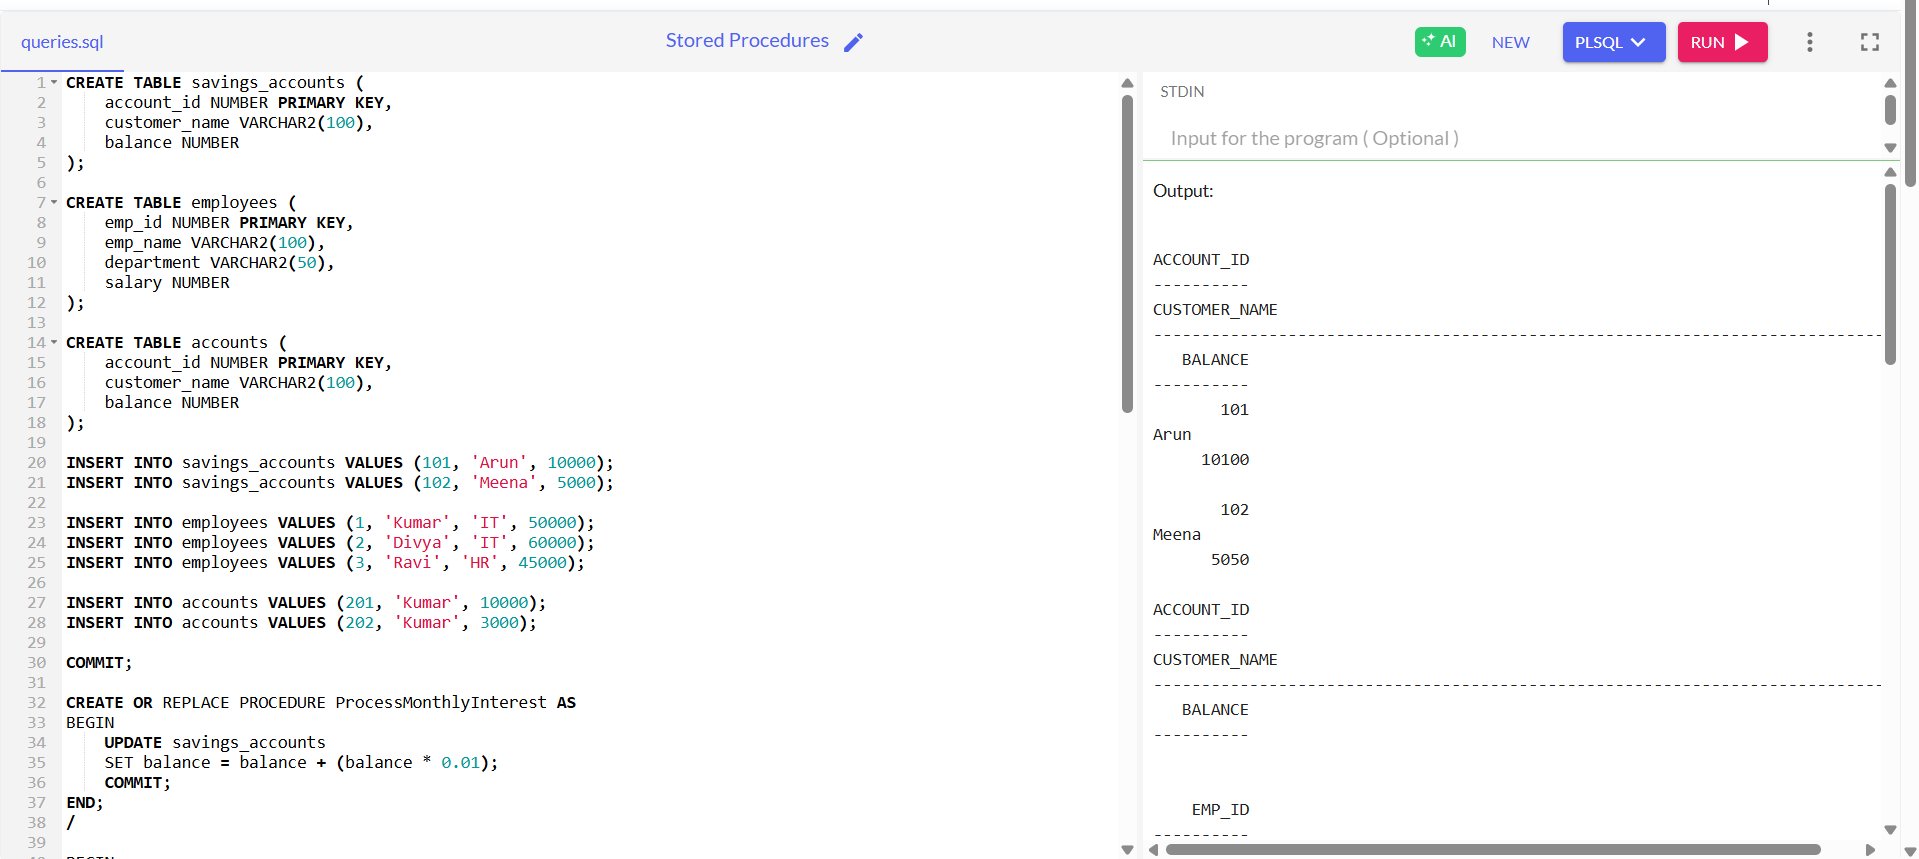 queries.sql
Stored Procedures
AI
NEW
PLSQL
RUN
1 CREATE TABLE savings_accounts (
2 account_id NUMBER PRIMARY KEY,
3 customer_name VARCHAR2(100),
4 balance NUMBER
5 );
6
7 CREATE TABLE employees (
8 emp_id NUMBER PRIMARY KEY,
9 emp_name VARCHAR2(100),
10 department VARCHAR2(50),
11 salary NUMBER
12 );
13
14 CREATE TABLE accounts (
15 account_id NUMBER PRIMARY KEY,
16 customer_name VARCHAR2(100),
17 balance NUMBER
18 );
19
20 INSERT INTO savings_accounts VALUES (101, 'Arun', 10000);
21 INSERT INTO savings_accounts VALUES (102, 'Meena', 5000);
22
23 INSERT INTO employees VALUES (1, 'Kumar', 'IT', 50000);
24 INSERT INTO employees VALUES (2, 'Divya', 'IT', 60000);
25 INSERT INTO employees VALUES (3, 'Ravi', 'HR', 45000);
26
27 INSERT INTO accounts VALUES (201, 'Kumar', 10000);
28 INSERT INTO accounts VALUES (202, 'Kumar', 3000);
29
30 COMMIT;
31
32 CREATE OR REPLACE PROCEDURE ProcessMonthlyInterest AS
33 BEGIN
34 UPDATE savings_accounts
35 SET balance = balance + (balance * 0.01);
36 COMMIT;
37 END;
38 /
39
STDIN
Input for the program ( Optional )
Output:
ACCOUNT_ID
----------
CUSTOMER_NAME
----------------------------------------------------------------------------
BALANCE
----------
101
Arun
10100
102
Meena
5050
ACCOUNT_ID
----------
CUSTOMER_NAME
----------------------------------------------------------------------------
BALANCE
----------
EMP_ID
----------